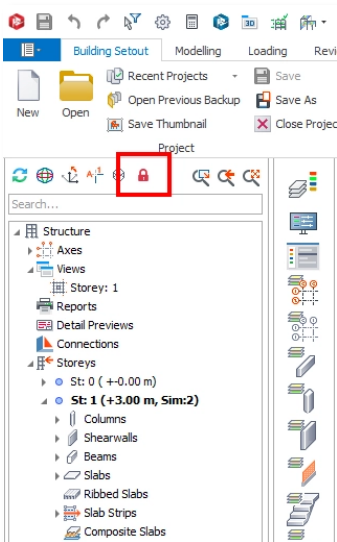 Building Setout Modelling Loading Revi
New
Open
Recent Projects
Open Previous Backup
Save Thumbnail
Save
Save As
Close Projec
Project
Search...
Structure
Axes
Views
Storey: 1
Reports
Detail Previews
Connections
Storeys
St: 0 ( +-0.00 m)
St: 1 (+3.00 m, Sim:2)
Columns
Shearwalls
Beams
Slabs
Ribbed Slabs
Slab Strips
Composite Slabs